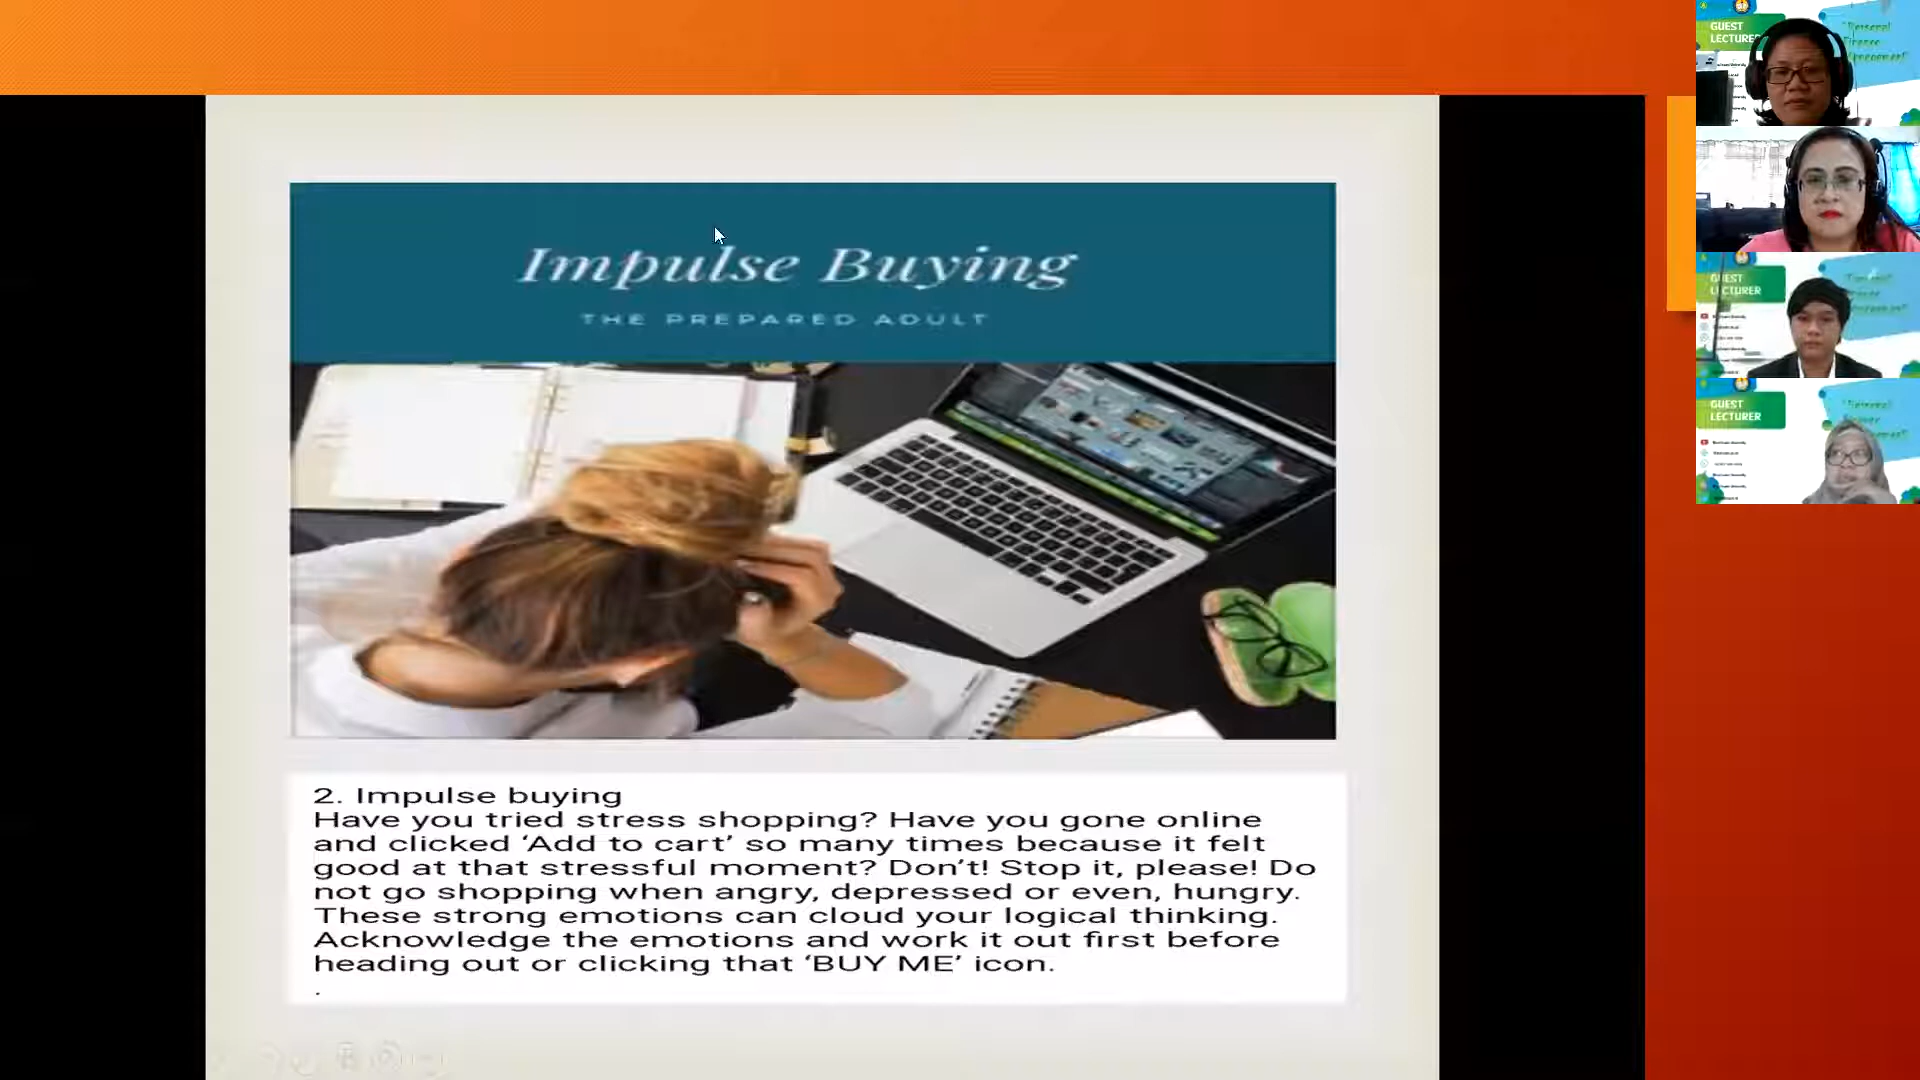 Impulse Buying
THE PREPARED ADULT
2. Impulse buying
Have you tried stress shopping? Have you gone online
and clicked ‘Add to cart’ so many times because it felt
good at that stressful moment? Don’t! Stop it, please! Do
not go shopping when angry, depressed or even, hungry.
These strong emotions can cloud your logical thinking.
Acknowledge the emotions and work it out first before
heading out or clicking that ‘BUY ME’ icon.
.
GUEST
LECTURER
GUEST
LECTURER
GUEST
LECTURER